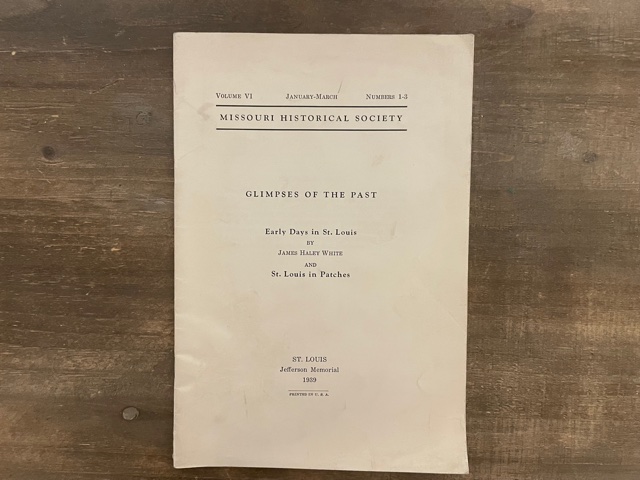 VOLUME VI JANUARY-MARCH NUMBERS 1-3
MISSOURI HISTORICAL SOCIETY
GLIMPSES OF THE PAST
Early Days in St. Louis
BY
JAMES HALEY WHITE
AND
St. Louis in Patches
ST. LOUIS
Jefferson Memorial
1939
PRINTED IN U. S. A.